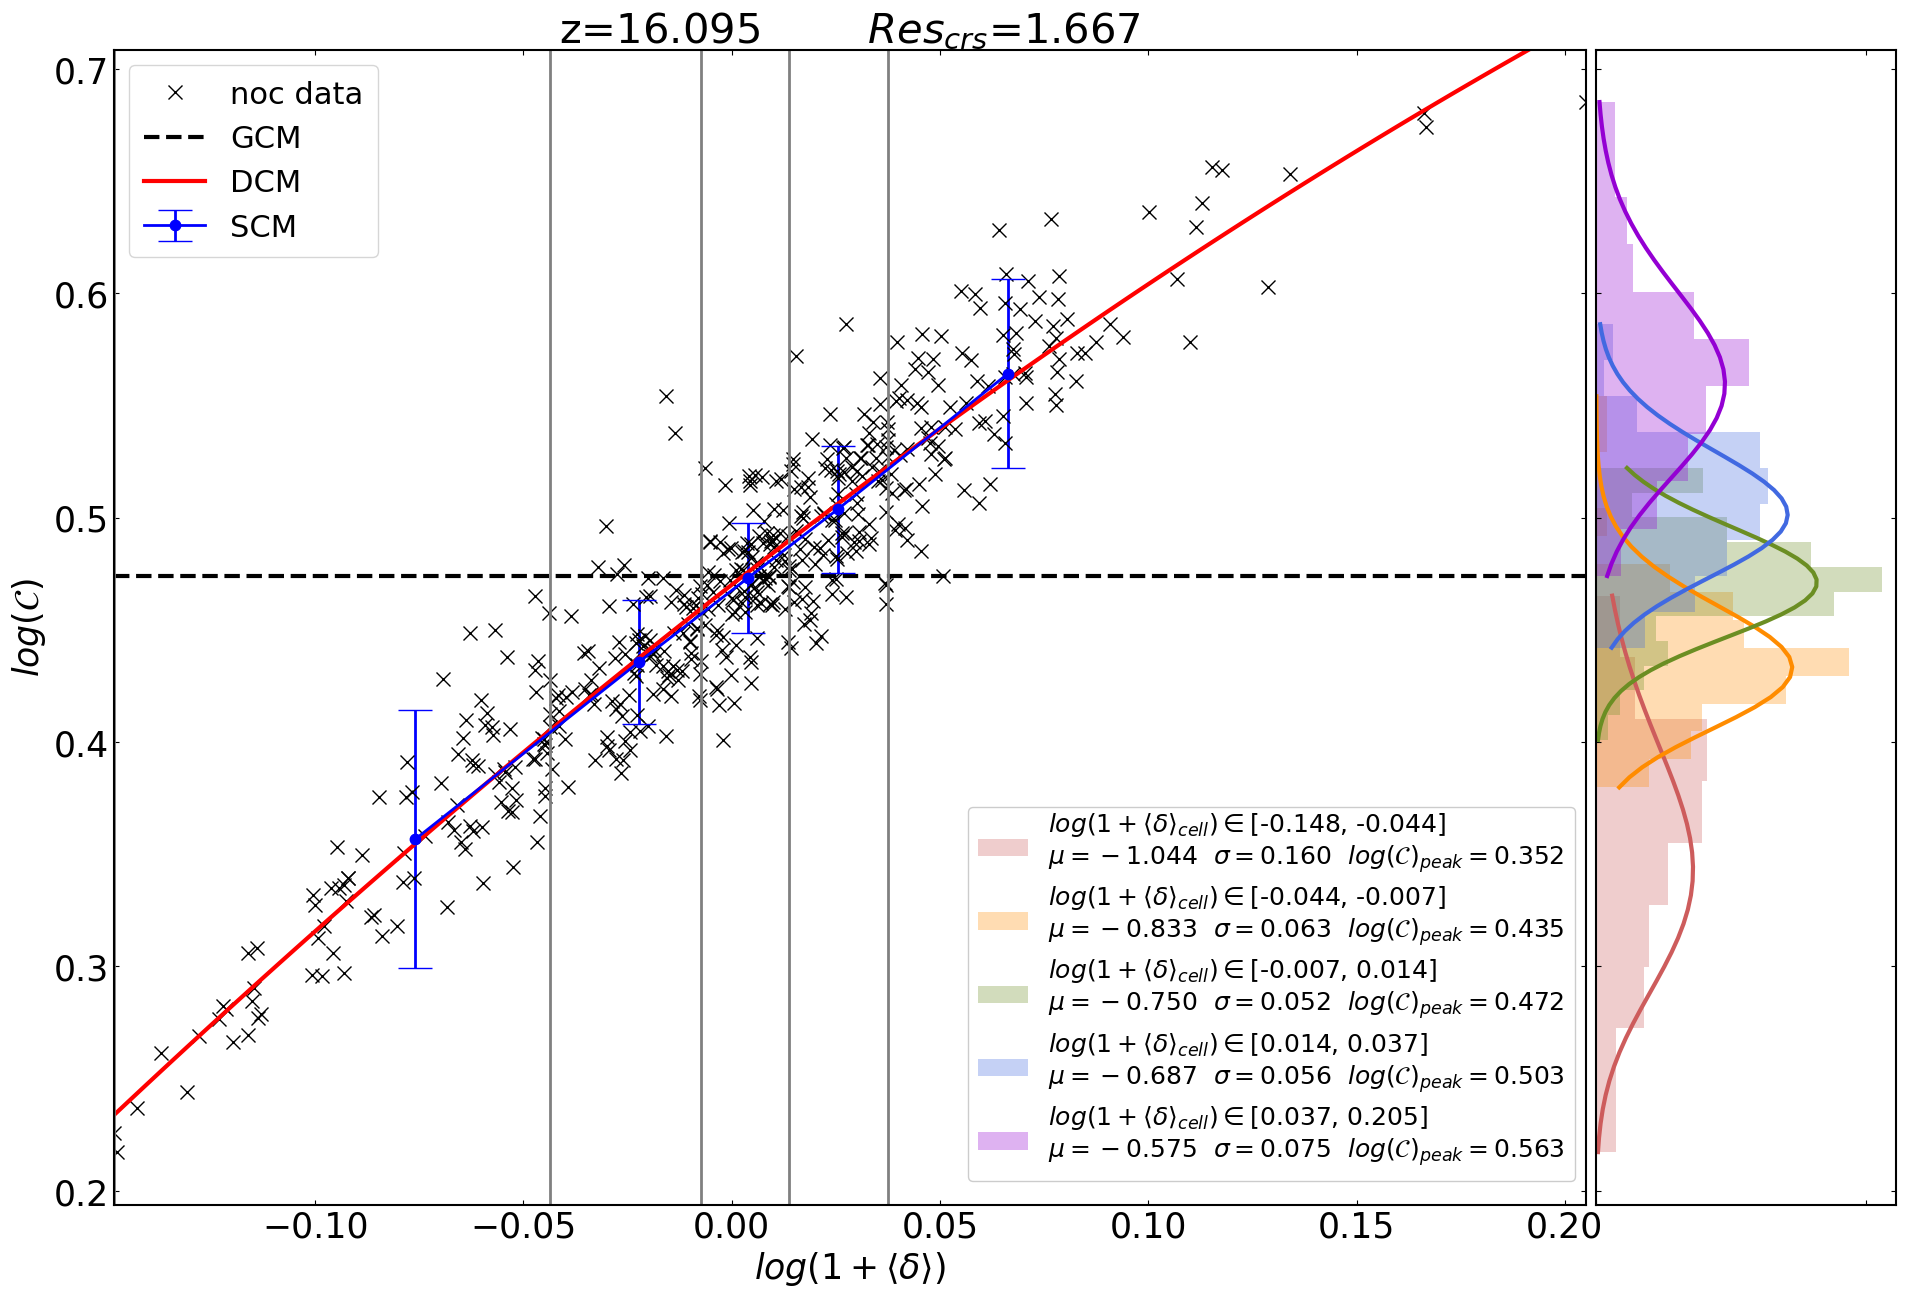 z=16.095 Res_crs=1.667
noc data
GCM
DCM
SCM
0.7
0.6
0.5
0.4
0.3
0.2
log(𝒞)
log(1 + ⟨δ⟩_cell) ∈ [-0.148, -0.044]
μ = −1.044 σ = 0.160 log(𝒞)_peak = 0.352
log(1 + ⟨δ⟩_cell) ∈ [-0.044, -0.007]
μ = −0.833 σ = 0.063 log(𝒞)_peak = 0.435
log(1 + ⟨δ⟩_cell) ∈ [-0.007, 0.014]
μ = −0.750 σ = 0.052 log(𝒞)_peak = 0.472
log(1 + ⟨δ⟩_cell) ∈ [0.014, 0.037]
μ = −0.687 σ = 0.056 log(𝒞)_peak = 0.503
log(1 + ⟨δ⟩_cell) ∈ [0.037, 0.205]
μ = −0.575 σ = 0.075 log(𝒞)_peak = 0.563
−0.10 −0.05 0.00 0.05 0.10 0.15 0.20
log(1 + ⟨δ⟩)